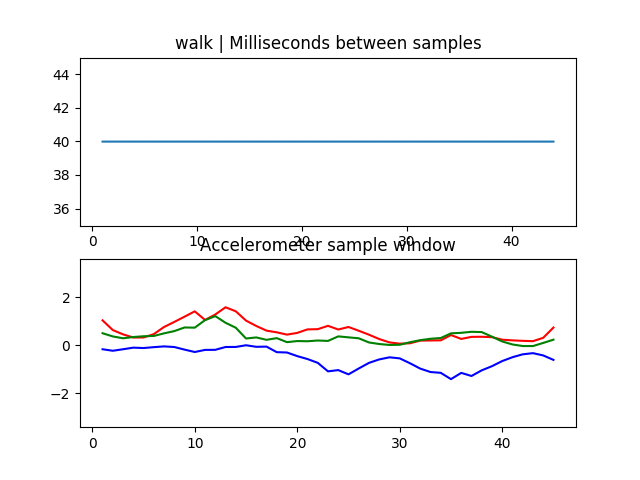 walk | Milliseconds between samples
44
42
40
38
36
0 10 20 30 40
Accelerometer sample window
2
0
−2
0 10 20 30 40